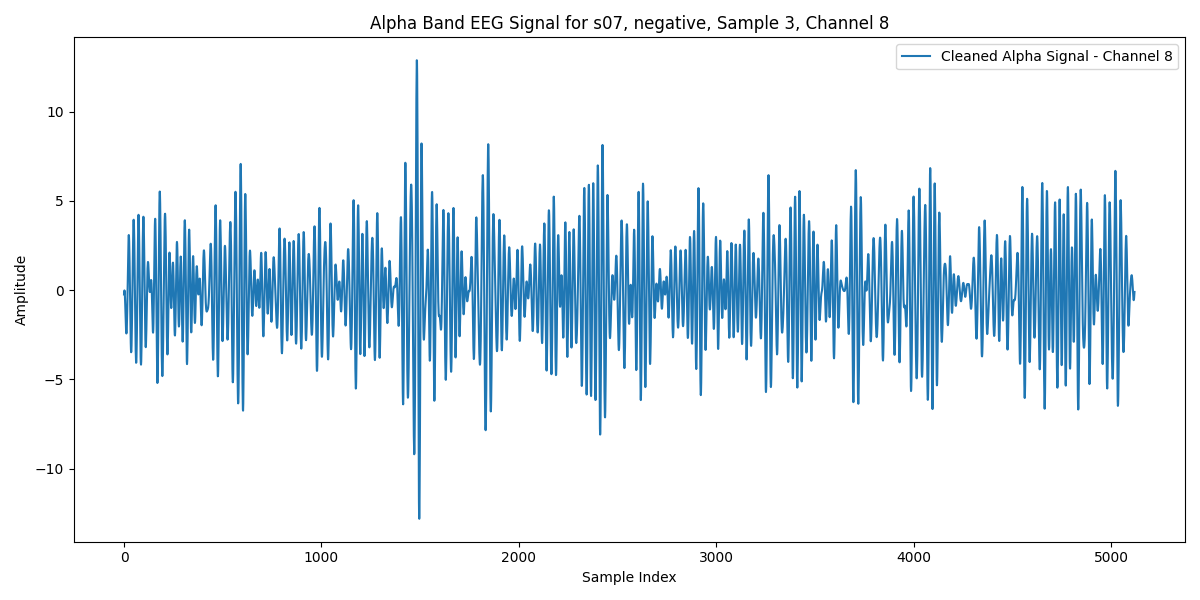 Alpha Band EEG Signal for s07, negative, Sample 3, Channel 8
Cleaned Alpha Signal - Channel 8
Amplitude
10
5
0
−5
−10
0 1000 2000 3000 4000 5000
Sample Index